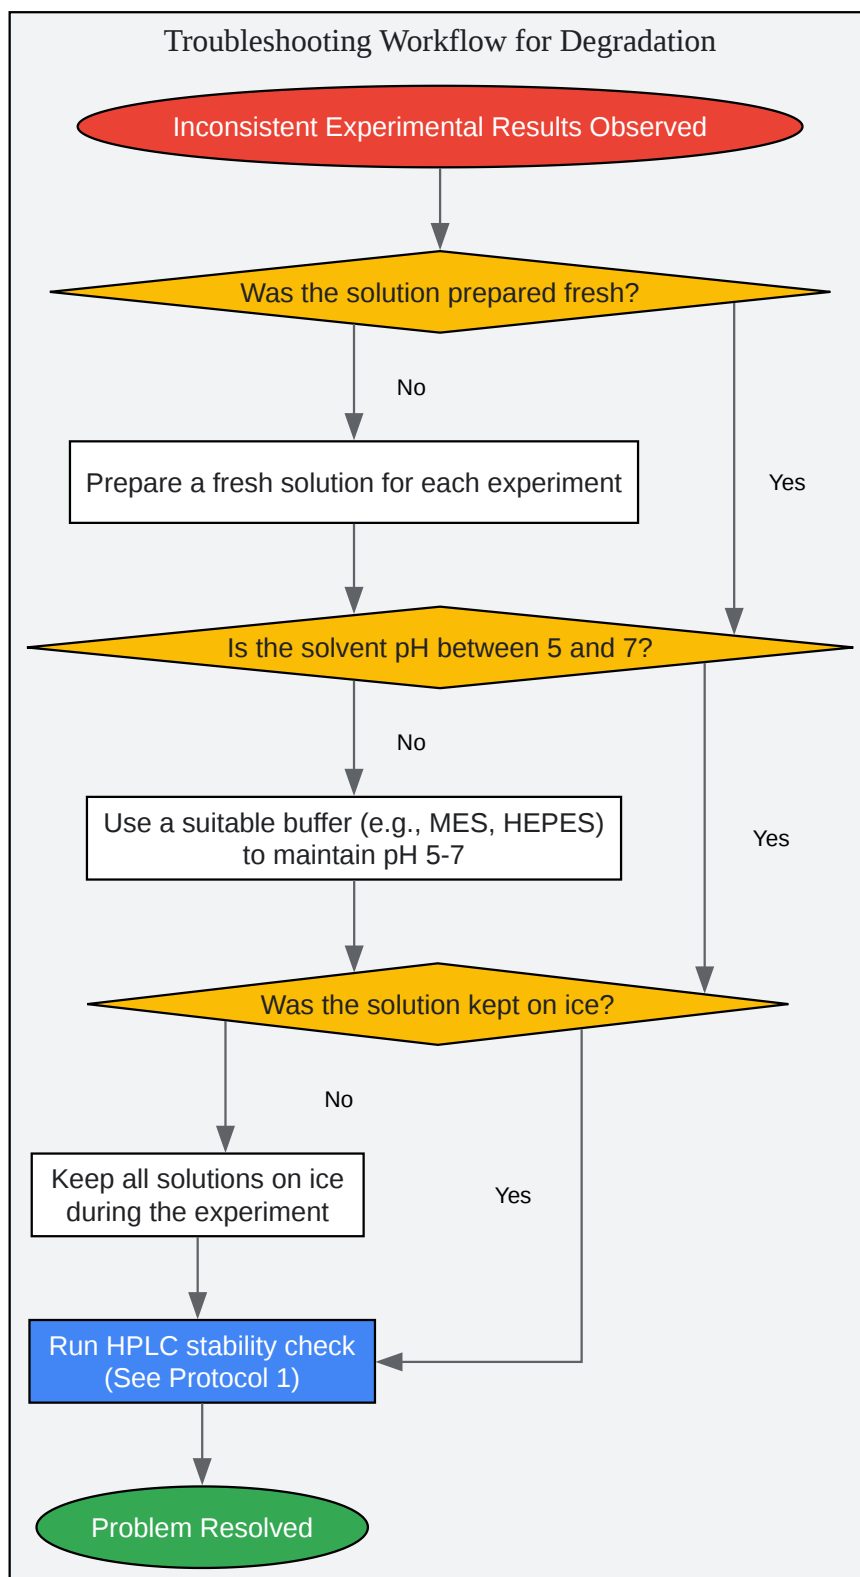 Troubleshooting Workflow for Degradation
Inconsistent Experimental Results Observed
Was the solution prepared fresh?
No
Prepare a fresh solution for each experiment
Yes
Is the solvent pH between 5 and 7?
No
Use a suitable buffer (e.g., MES, HEPES)
to maintain pH 5-7
Yes
Was the solution kept on ice?
No
Keep all solutions on ice
during the experiment
Yes
Run HPLC stability check
(See Protocol 1)
Problem Resolved